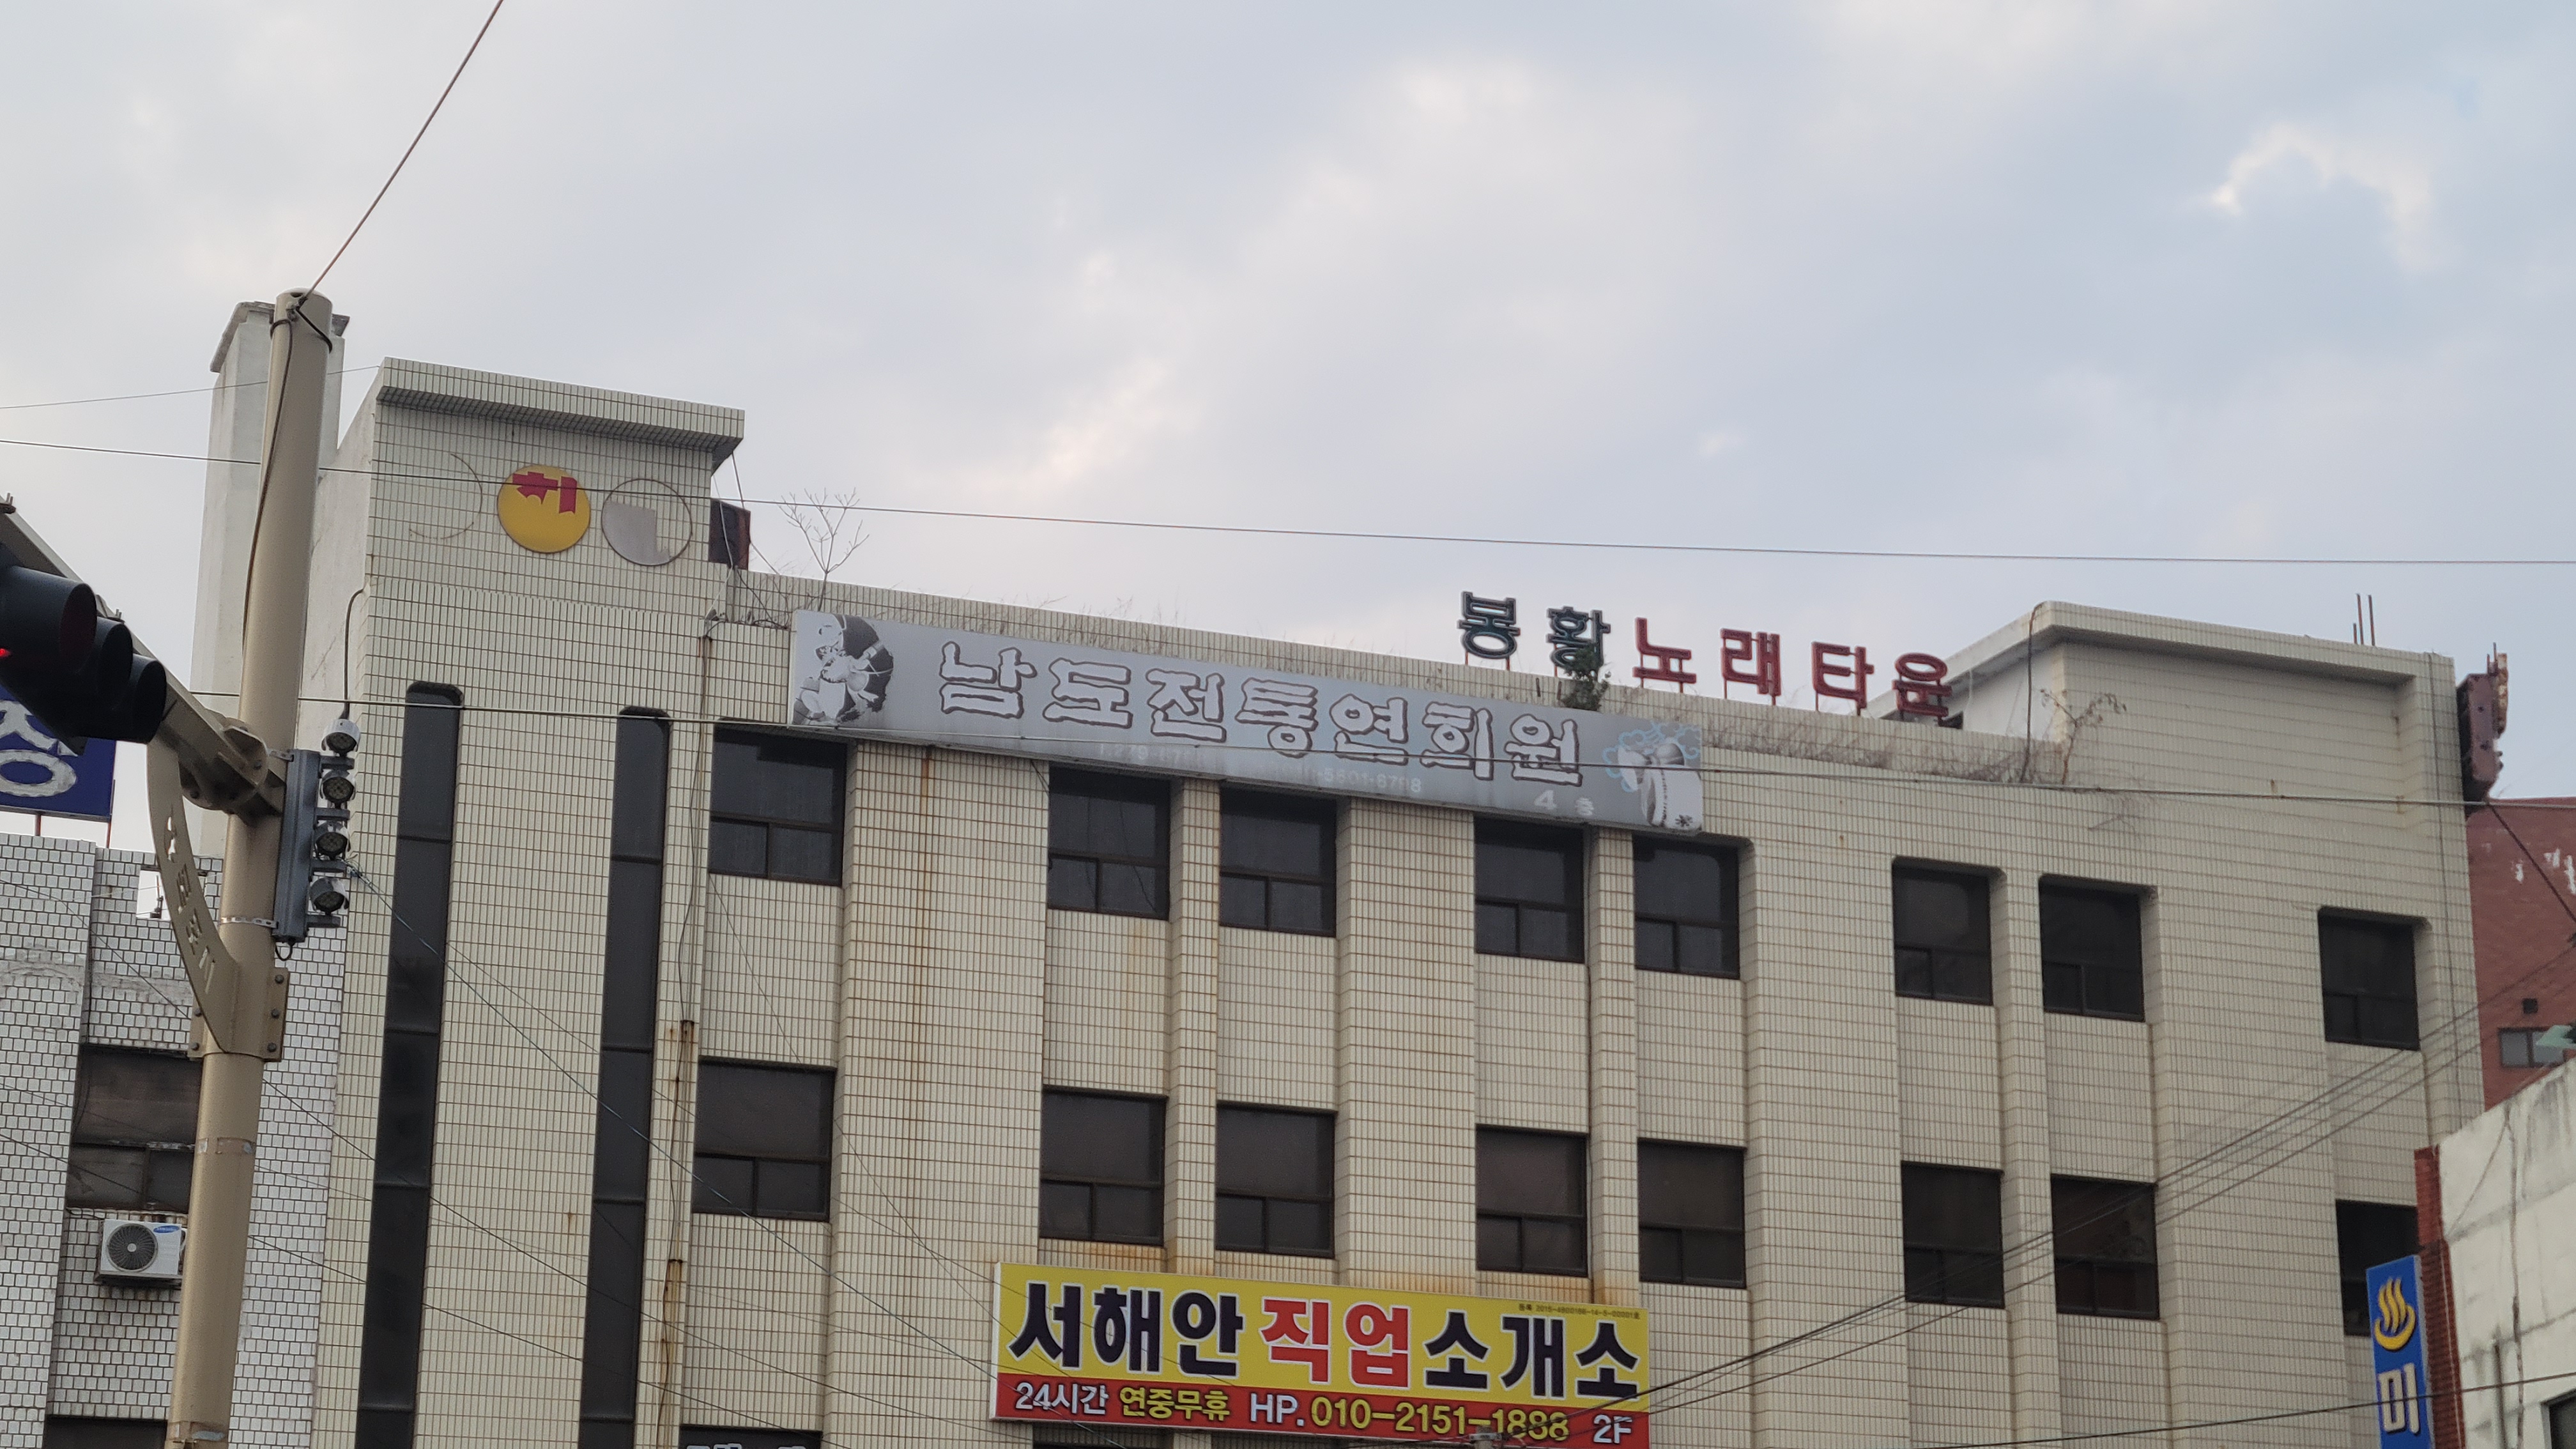 봉황노래타운
남도전통연희원
4층
서해안직업소개소
24시간 연중무휴 HP.010-2151-1888 2F
미